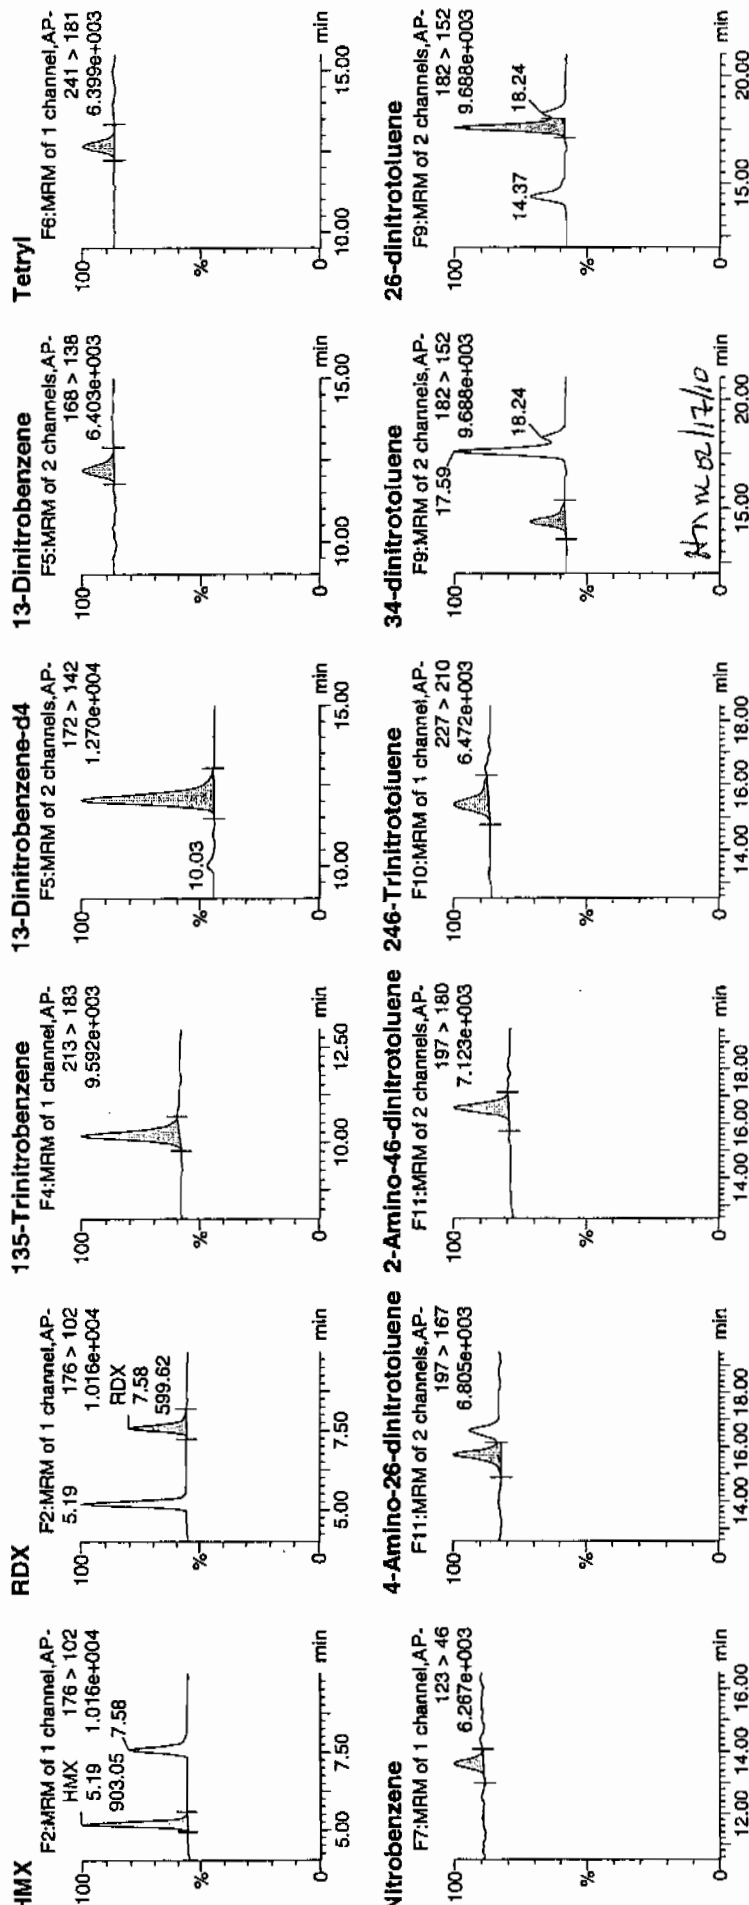 HMX
F2:MRM of 1 channel,AP-
176 > 102
1.016e+004
HMX
5.19
903.05
7.58
100
%
0
5.00
7.50
min
RDX
F2:MRM of 1 channel,AP-
176 > 102
1.016e+004
5.19
RDX
7.58
599.62
100
%
0
5.00
7.50
min
135-Trinitrobenzene
F4:MRM of 1 channel,AP-
213 > 183
9.592e+003
100
%
0
10.00
12.50
min
13-Dinitrobenzene-d4
F5:MRM of 2 channels,AP-
172 > 142
1.270e+004
10.03
100
%
0
10.00
15.00
min
13-Dinitrobenzene
F5:MRM of 2 channels,AP-
168 > 138
6.403e+003
100
%
0
10.00
15.00
min
Tetryl
F6:MRM of 1 channel,AP-
241 > 181
6.399e+003
100
%
0
10.00
15.00
min
Nitrobenzene
F7:MRM of 1 channel,AP-
123 > 46
6.267e+003
100
%
0
12.00
14.00
16.00
min
4-Amino-26-dinitrotoluene
F11:MRM of 2 channels,AP-
197 > 167
6.805e+003
100
%
0
14.00
16.00
18.00
min
2-Amino-46-dinitrotoluene
F11:MRM of 2 channels,AP-
197 > 180
7.123e+003
100
%
0
14.00
16.00
18.00
min
246-Trinitrotoluene
F10:MRM of 1 channel,AP-
227 > 210
6.472e+003
100
%
0
14.00
16.00
18.00
min
34-dinitrotoluene
F9:MRM of 2 channels,AP-
182 > 152
9.688e+003
17.59
18.24
100
%
0
15.00
20.00
min
02/17/10
26-dinitrotoluene
F9:MRM of 2 channels,AP-
182 > 152
9.688e+003
14.37
18.24
100
%
0
15.00
20.00
min